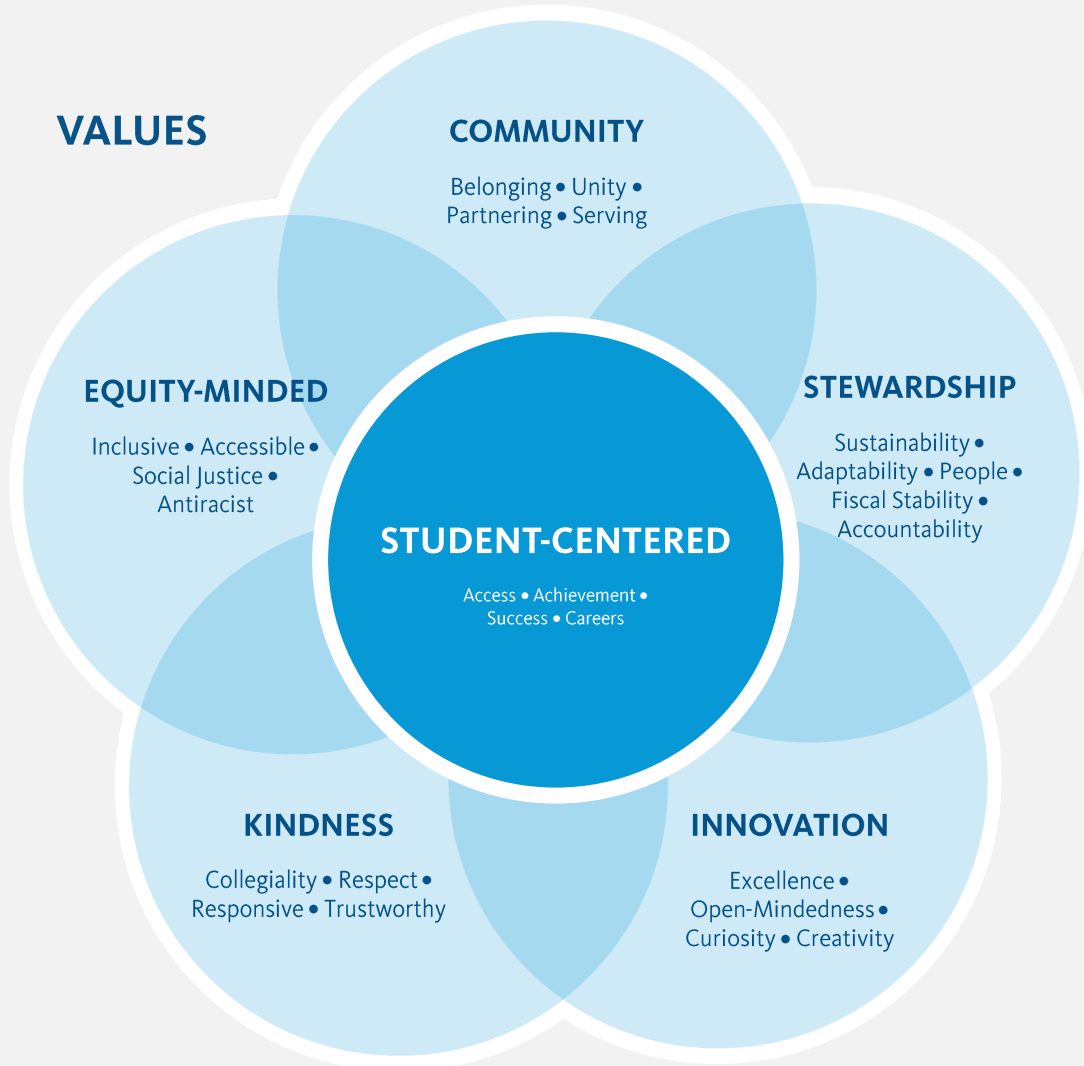 VALUES
COMMUNITY
Belonging • Unity •
Partnering • Serving
EQUITY-MINDED
Inclusive • Accessible •
Social Justice •
Antiracist
STEWARDSHIP
Sustainability •
Adaptability • People •
Fiscal Stability •
Accountability
STUDENT-CENTERED
Access • Achievement •
Success • Careers
KINDNESS
Collegiality • Respect •
Responsive • Trustworthy
INNOVATION
Excellence •
Open-Mindedness •
Curiosity • Creativity